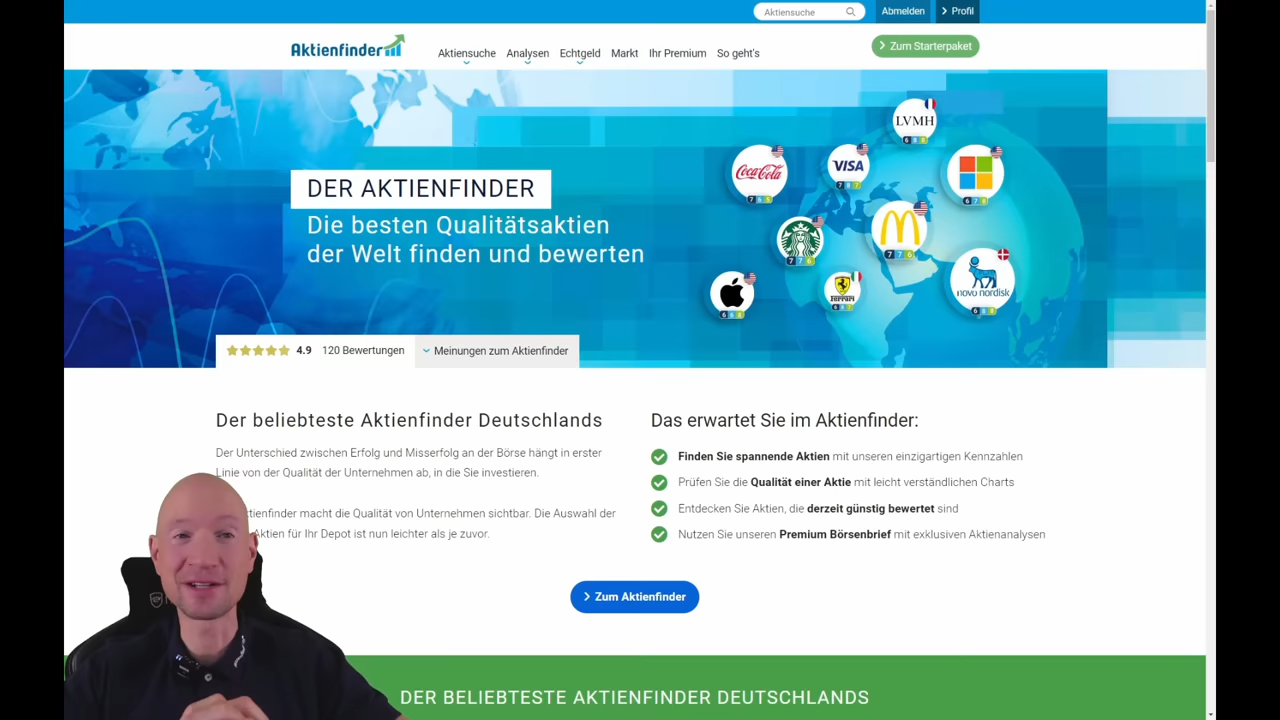 Aktiensuche
Abmelden
Profil
Aktienfinder
Aktiensuche
Analysen
Echtgeld
Markt
Ihr Premium
So geht's
Zum Starterpaket
LVMH
Coca-Cola
VISA
novo nordisk
Ferrari
DER AKTIENFINDER
Die besten Qualitätsaktien
der Welt finden und bewerten
4.9 120 Bewertungen
Meinungen zum Aktienfinder
Der beliebteste Aktienfinder Deutschlands
Der Unterschied zwischen Erfolg und Misserfolg an der Börse hängt in erster
Linie von der Qualität der Unternehmen ab, in die Sie investieren.
macht die Qualität von Unternehmen sichtbar. Die Auswahl der
Aktien für Ihr Depot ist nun leichter als je zuvor.
Das erwartet Sie im Aktienfinder:
Finden Sie spannende Aktien mit unseren einzigartigen Kennzahlen
Prüfen Sie die Qualität einer Aktie mit leicht verständlichen Charts
Entdecken Sie Aktien, die derzeit günstig bewertet sind
Nutzen Sie unseren Premium Börsenbrief mit exklusiven Aktienanalysen
Zum Aktienfinder
DER BELIEBTESTE AKTIENFINDER DEUTSCHLANDS